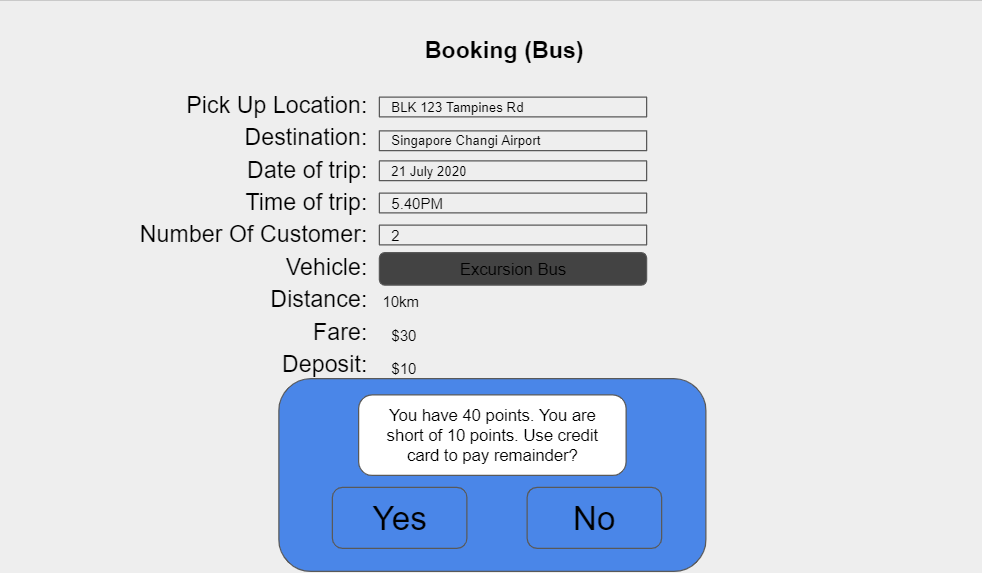 Booking (Bus)
Pick Up Location: BLK 123 Tampines Rd
Destination: Singapore Changi Airport
Date of trip: 21 July 2020
Time of trip: 5.40PM
Number Of Customer: 2
Vehicle: Excursion Bus
Distance: 10km
Fare: $30
Deposit: $10
You have 40 points. You are
short of 10 points. Use credit
card to pay remainder?
Yes No